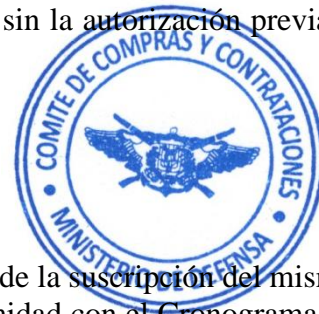 sin la autorización previa
COMITE DE COMPRAS Y CONTRATACIONES
MINISTERIO DE DEFENSA
de la suscripción del mism
nidad con el Cronograma